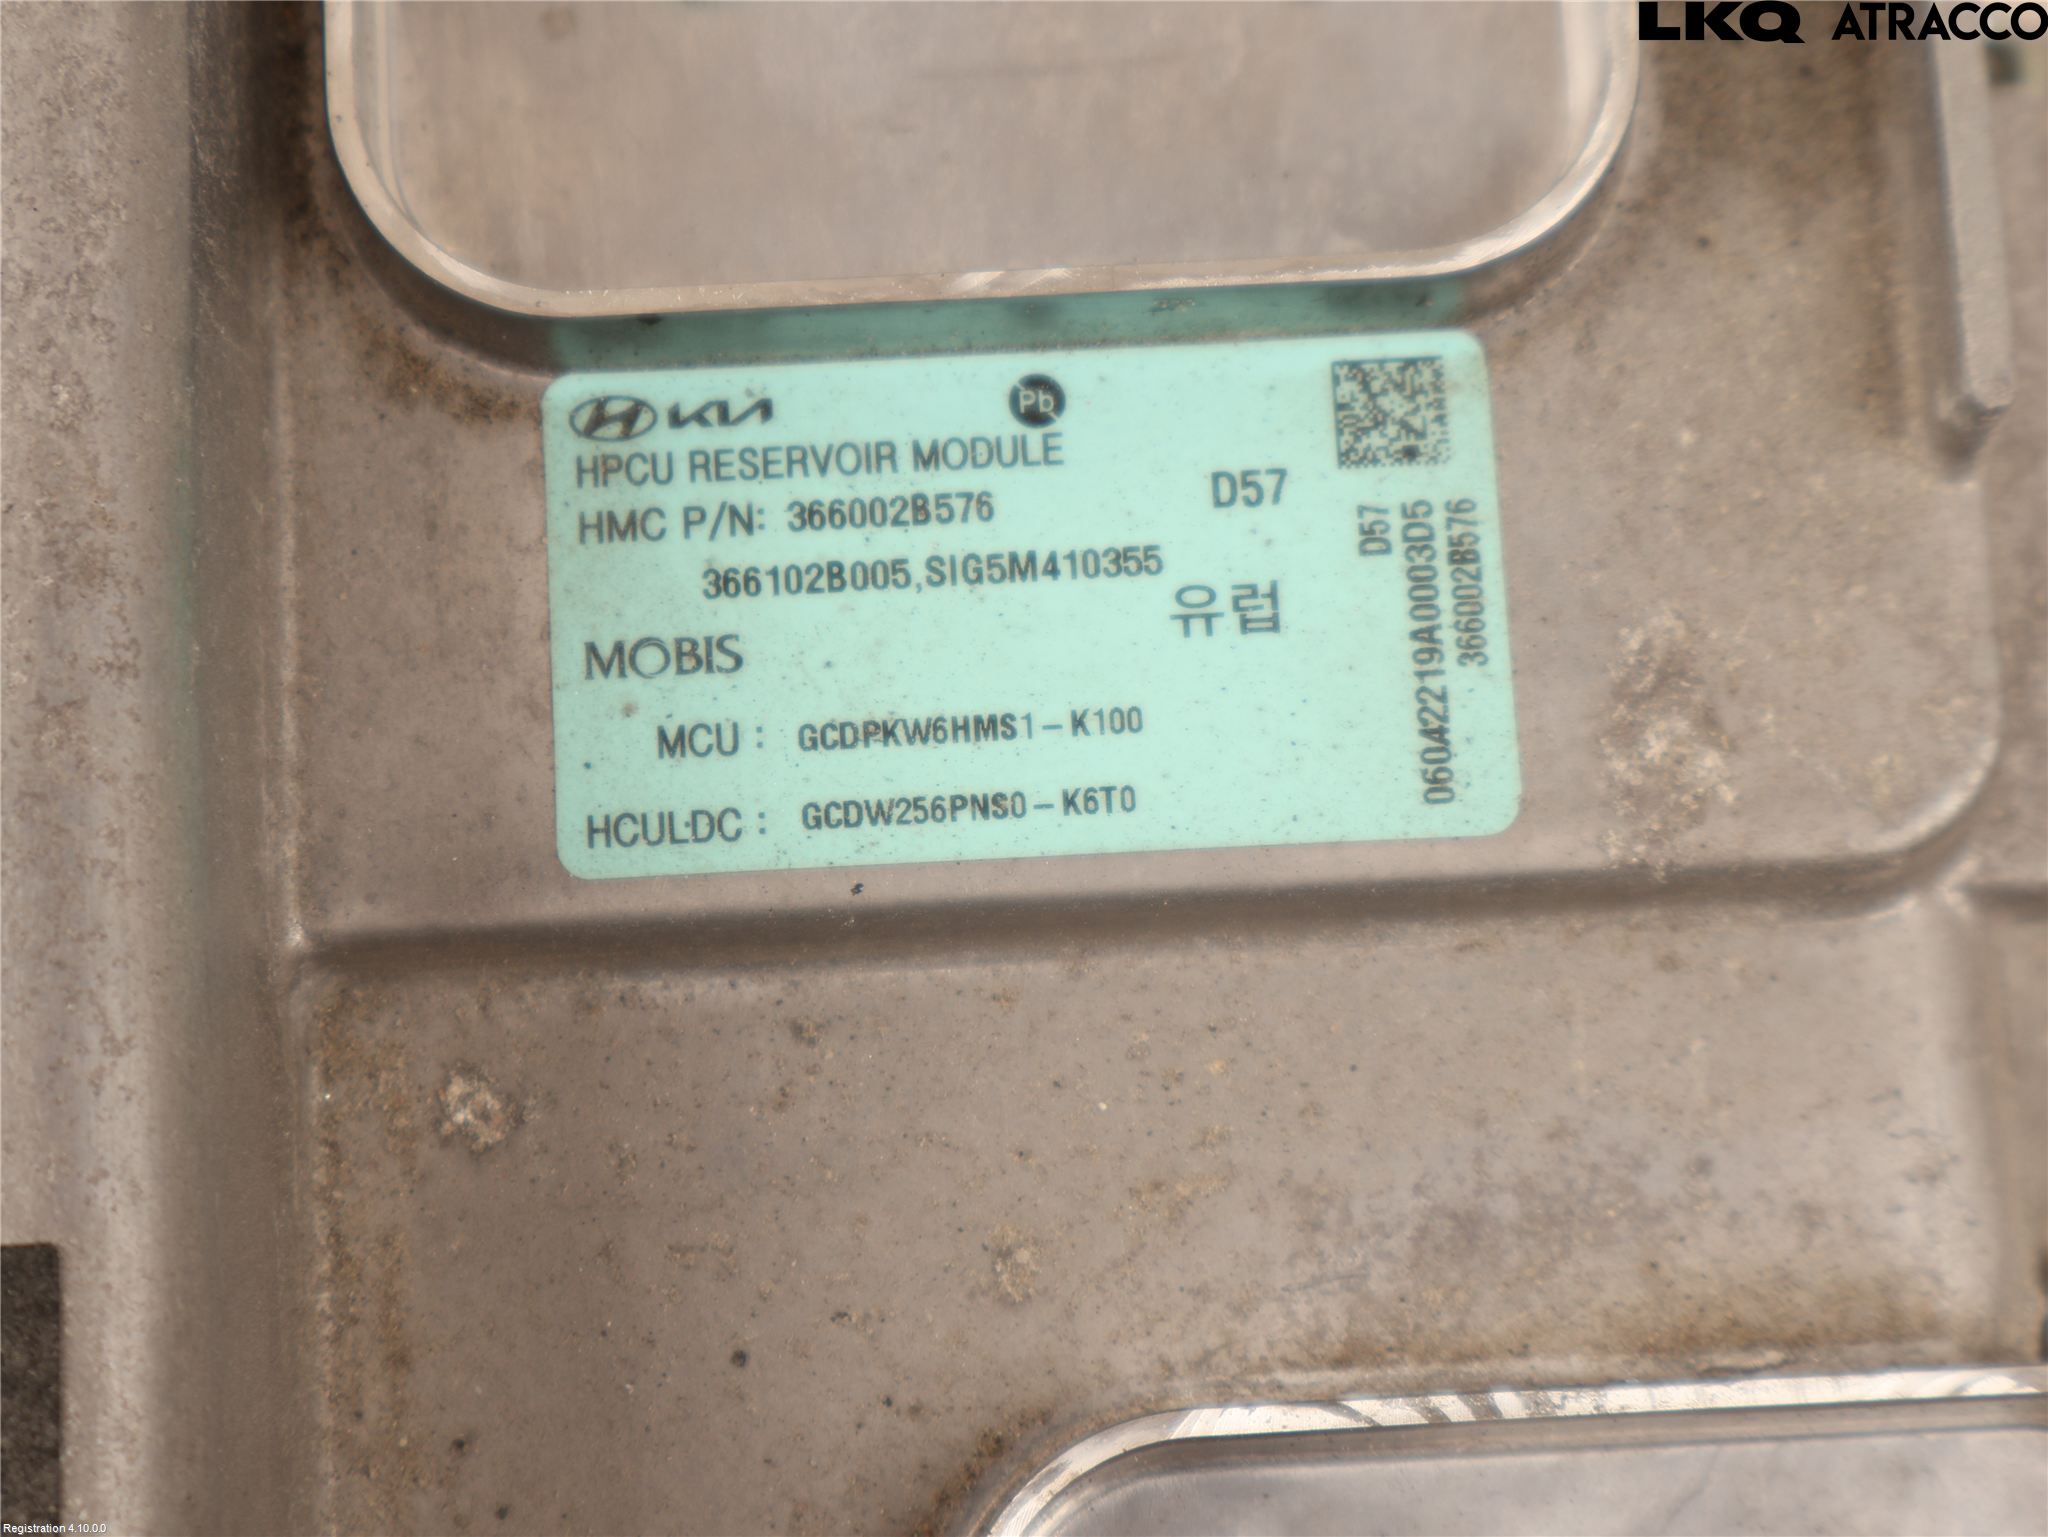 LKQ ATRACCO
KIA
Pb
HPCU RESERVOIR MODULE
HMC P/N: 366002B576
D57
366102B005,SIG5M410355
유럽
MOBIS
MCU : GCDPKW6HMS1-K100
HCULDC : GCDW256PNS0-K6T0
D57
060422219A0003D5
366002B576
Registration 4.10.0.0